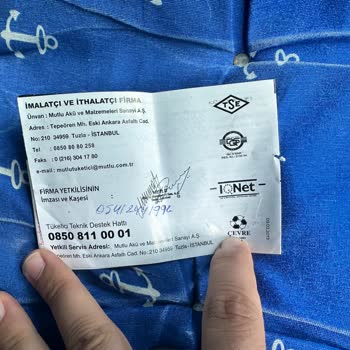 İMALATÇI VE İTHALATÇI FİRMA
Ünvan : Mutlu Akü ve Malzemeleri Sanayi A.Ş.
Adres : Tepeören Mh. Eski Ankara Asfaltı Cad.
No: 210 34959 Tuzla - İSTANBUL
Tel : 0850 88 80 258
Faks : 0 (216) 304 17 80
e-mail : mutlutuketici@mutlu.com.tr
FİRMA YETKİLİSİNİN
İmzası ve Kaşesi
Tüketici Teknik Destek Hattı
0850 811 00 01
Yetkili Servis Adresi: Mutlu Akü ve Malzemeleri Sanayi A.Ş.
Tepeören Mh. Eski Ankara Asfaltı Cad. No: 210 34959 Tuzla-İSTANBUL
TSE
IQNet
ÇEVRE